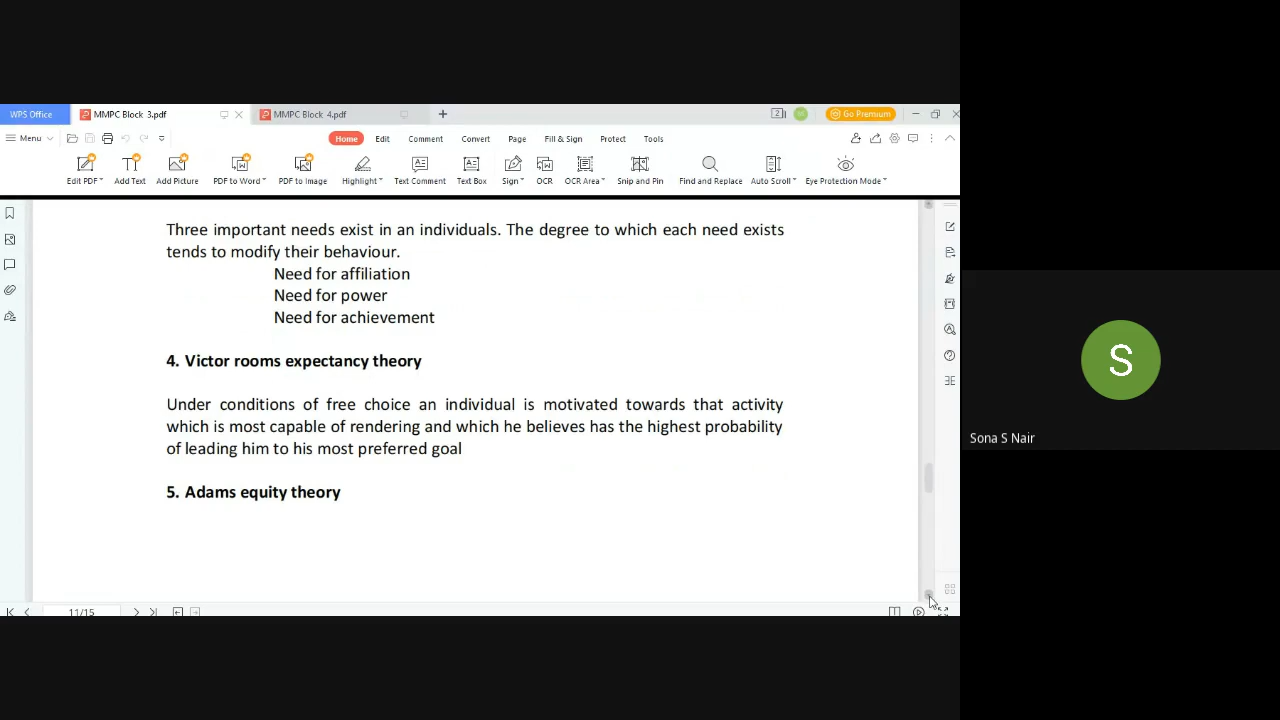 WPS Office
MMPC Block 3.pdf
MMPC Block 4.pdf
Go Premium
Menu
Home
Edit
Comment
Convert
Page
Fill & Sign
Protect
Tools
Edit PDF
Add Text
Add Picture
PDF to Word
PDF to Image
Highlight
Text Comment
Text Box
Sign
OCR
OCR Area
Snip and Pin
Find and Replace
Auto Scroll
Eye Protection Mode
Three important needs exist in an individuals. The degree to which each need exists
tends to modify their behaviour.
Need for affiliation
Need for power
Need for achievement
4. Victor rooms expectancy theory
Under conditions of free choice an individual is motivated towards that activity
which is most capable of rendering and which he believes has the highest probability
of leading him to his most preferred goal
5. Adams equity theory
11/15
S
Sona S Nair